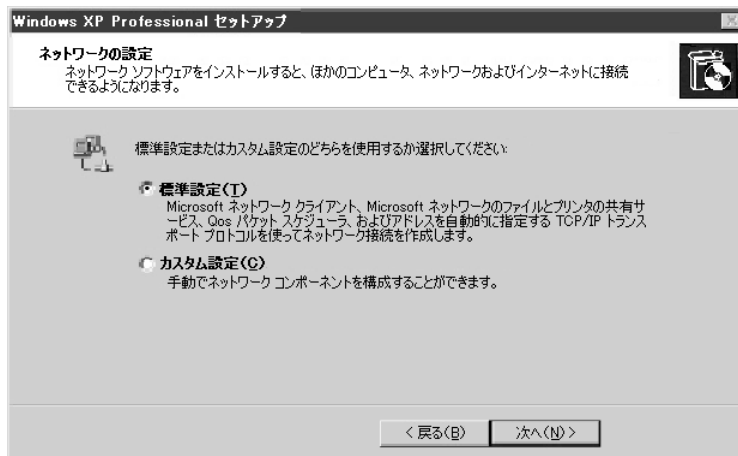 Windows XP Professional セットアップ
ネットワークの設定
ネットワーク ソフトウェアをインストールすると、ほかのコンピュータ、ネットワークおよびインターネットに接続
できるようになります。
標準設定またはカスタム設定のどちらを使用するか選択してください:
標準設定(T)
Microsoft ネットワーク クライアント、Microsoft ネットワークのファイルとプリンタの共有サ
ービス、Qos パケット スケジューラ、およびアドレスを自動的に指定する TCP/IP トランス
ポート プロトコルを使ってネットワーク接続を作成します。
カスタム設定(C)
手動でネットワーク コンポーネントを構成することができます。
< 戻る(B)
次へ(N) >